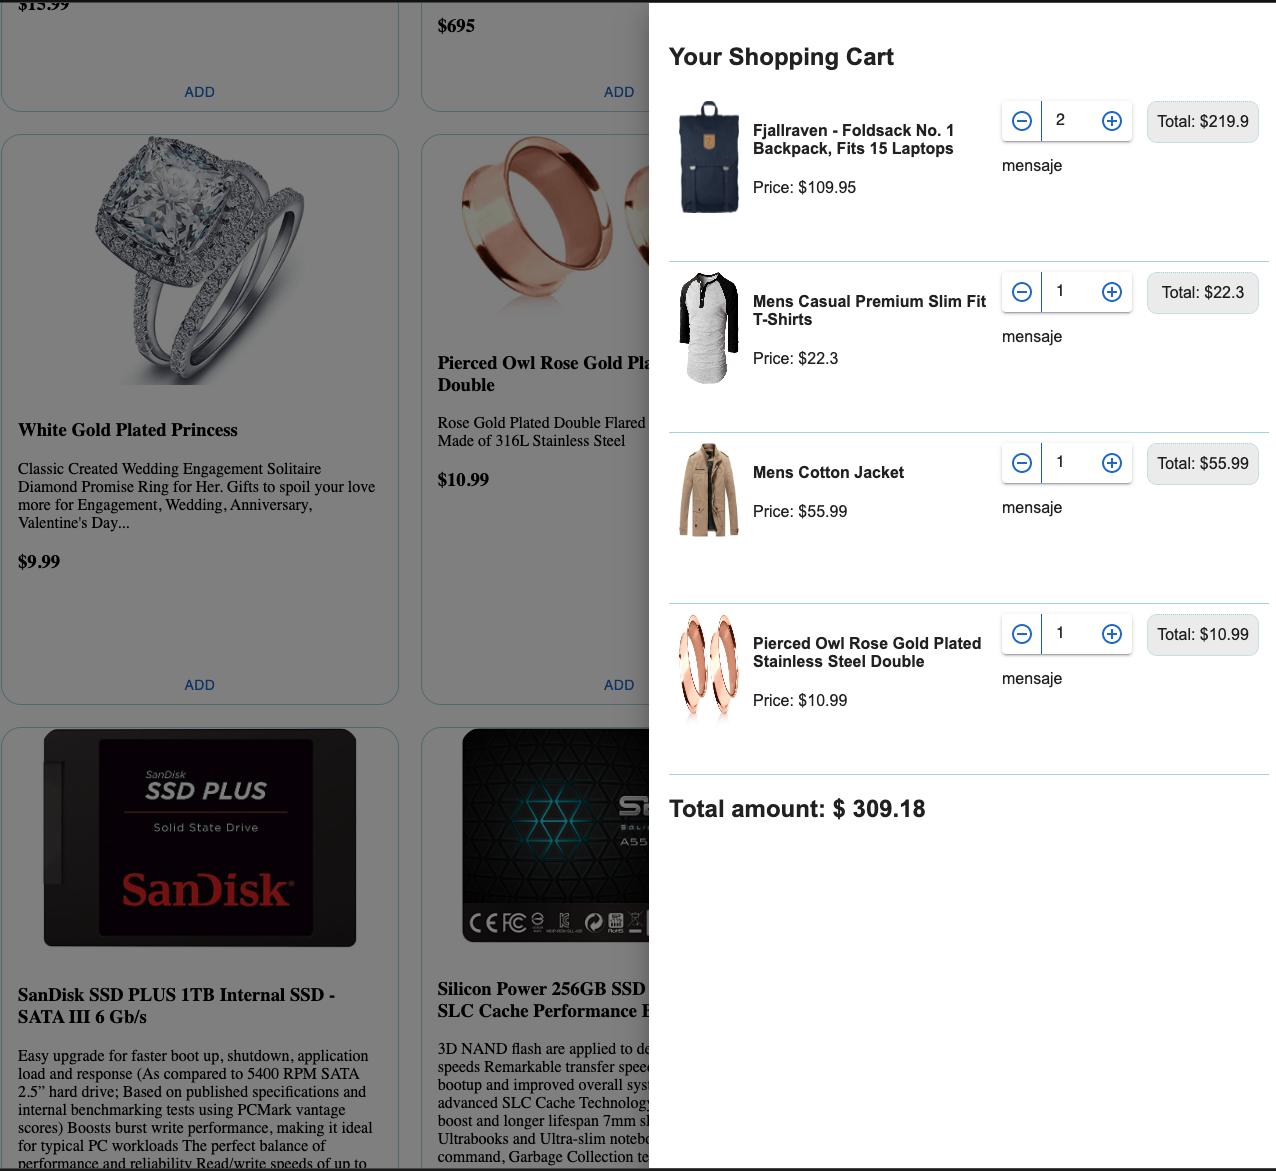 $15.99
ADD
$695
ADD
White Gold Plated Princess
Classic Created Wedding Engagement Solitaire
Diamond Promise Ring for Her. Gifts to spoil your love
more for Engagement, Wedding, Anniversary,
Valentine's Day...
$9.99
ADD
Pierced Owl Rose Gold
Double
Rose Gold Plated Double Flared
Made of 316L Stainless Steel
$10.99
ADD
SanDisk
SSD PLUS
Solid State Drive
SanDisk
SanDisk SSD PLUS 1TB Internal SSD -
SATA III 6 Gb/s
Easy upgrade for faster boot up, shutdown, application
load and response (As compared to 5400 RPM SATA
2.5” hard drive; Based on published specifications and
internal benchmarking tests using PCMark vantage
scores) Boosts burst write performance, making it ideal
for typical PC workloads The perfect balance of
performance and reliability Read/write speeds of up to
A55
CE FC
RoHS
Silicon Power 256GB SSD
SLC Cache Performance
3D NAND flash are applied to
speeds Remarkable transfer
bootup and improved overall
advanced SLC Cache Technology
boost and longer lifespan 7mm
Ultrabooks and Ultra-slim
command, Garbage Collection
Your Shopping Cart
Fjallraven - Foldsack No. 1
Backpack, Fits 15 Laptops
Price: $109.95
2
Total: $219.9
mensaje
Mens Casual Premium Slim Fit
T-Shirts
Price: $22.3
1
Total: $22.3
mensaje
Mens Cotton Jacket
Price: $55.99
1
Total: $55.99
mensaje
Pierced Owl Rose Gold Plated
Stainless Steel Double
Price: $10.99
1
Total: $10.99
mensaje
Total amount: $ 309.18